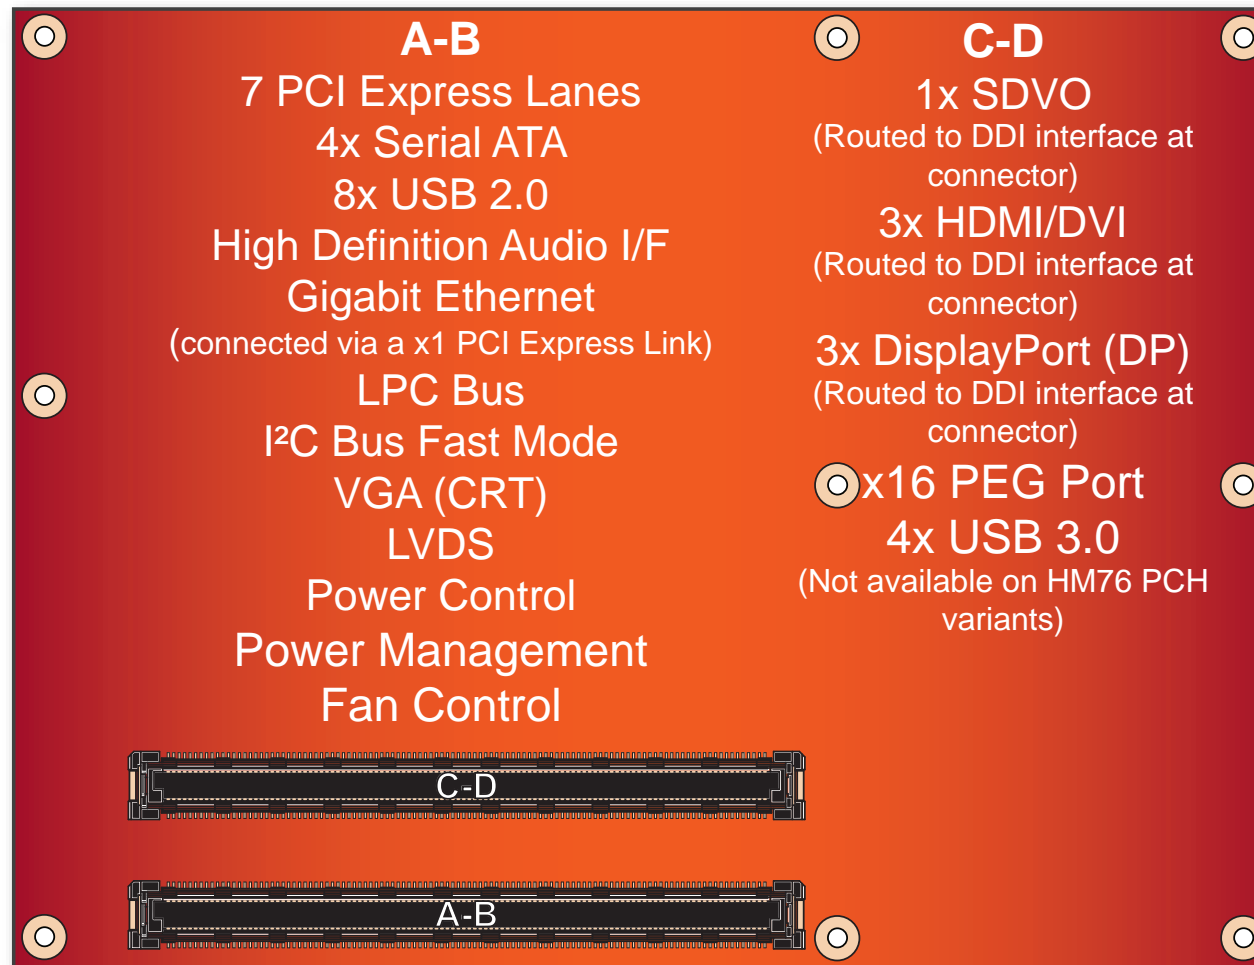 A-B
7 PCI Express Lanes
4x Serial ATA
8x USB 2.0
High Definition Audio I/F
Gigabit Ethernet
(connected via a x1 PCI Express Link)
LPC Bus
I²C Bus Fast Mode
VGA (CRT)
LVDS
Power Control
Power Management
Fan Control
C-D
1x SDVO
(Routed to DDI interface at
connector)
3x HDMI/DVI
(Routed to DDI interface at
connector)
3x DisplayPort (DP)
(Routed to DDI interface at
connector)
x16 PEG Port
4x USB 3.0
(Not available on HM76 PCH
variants)
C-D
A-B